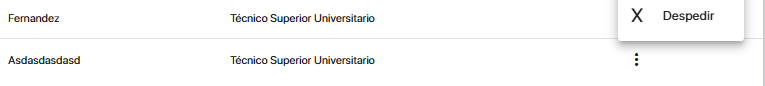 Fernandez Técnico Superior Universitario X Despedir
Asdasdasdasd Técnico Superior Universitario